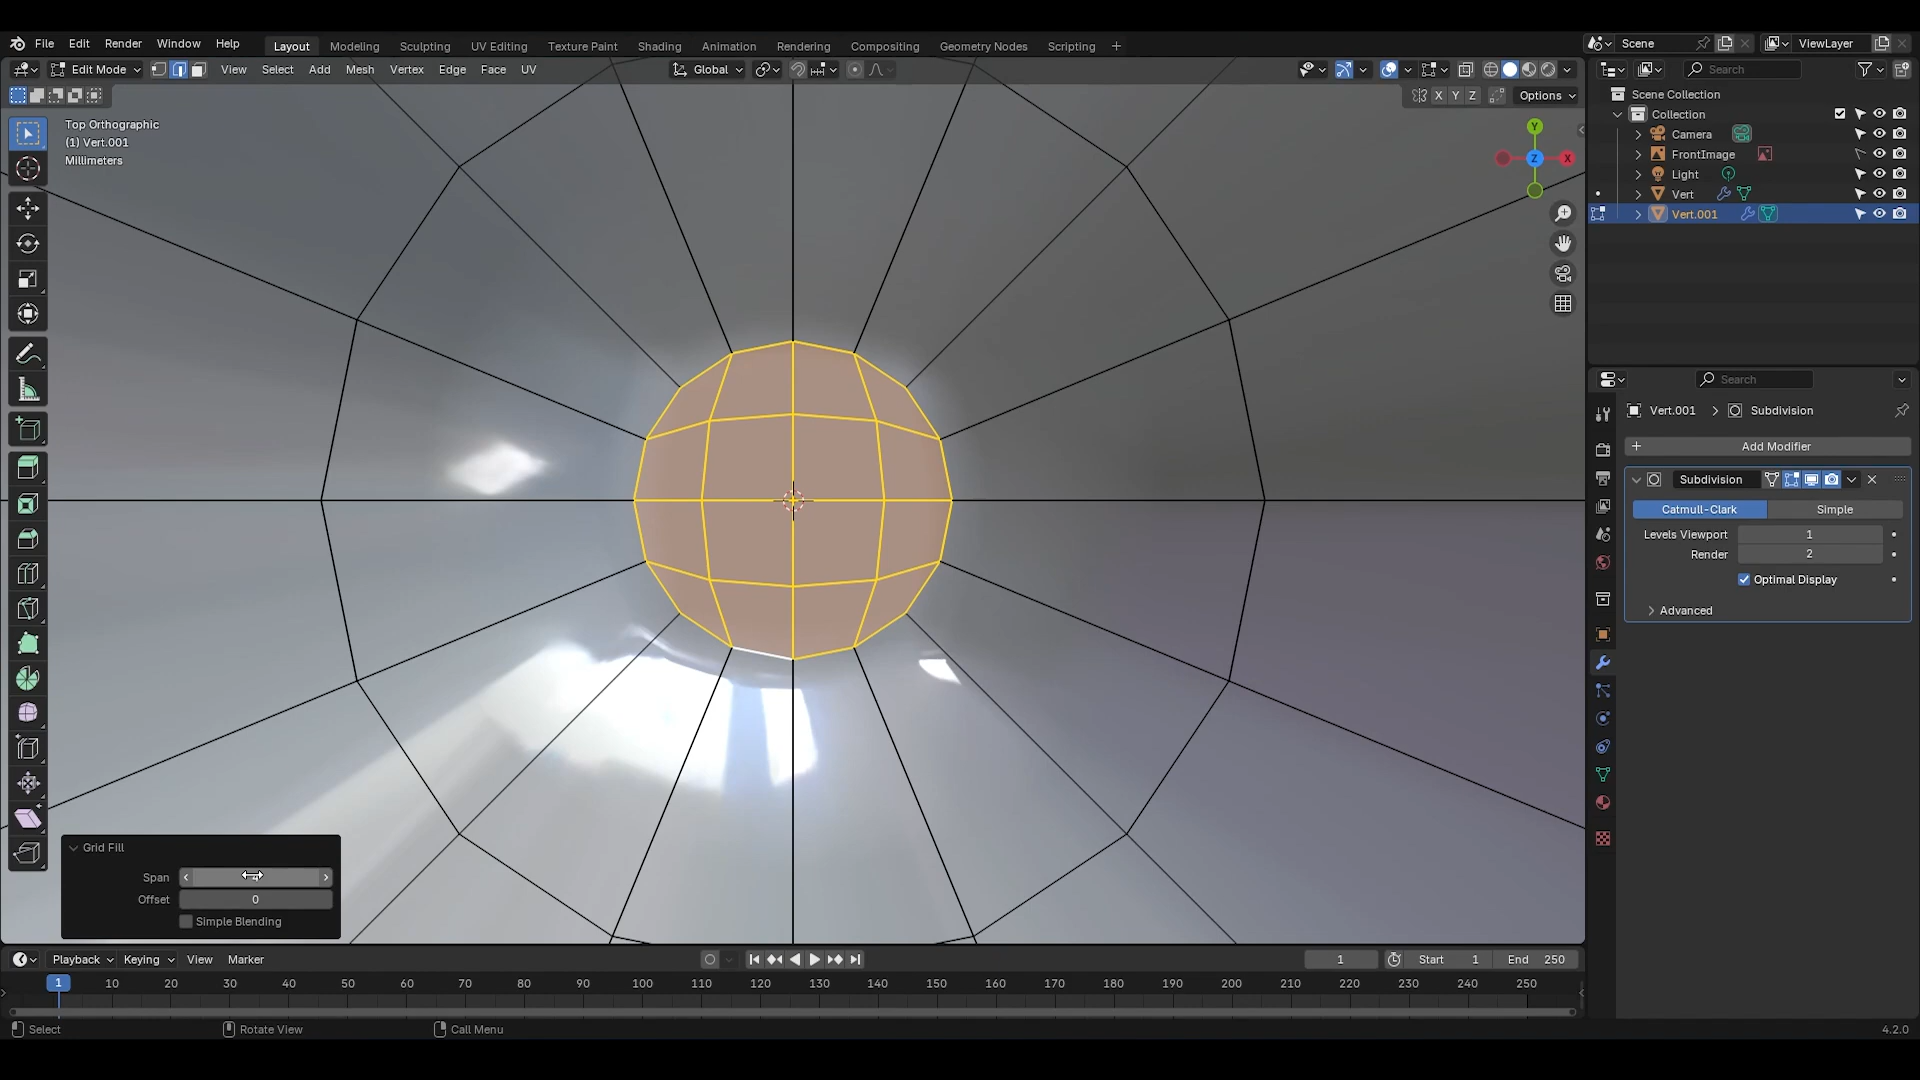 File Edit Render Window Help Layout Modeling Sculpting UV Editing Texture Paint Shading Animation Rendering Compositing Geometry Nodes Scripting + Scene ViewLayer
Edit Mode View Select Add Mesh Vertex Edge Face UV Global Search
X Y Z Options
Top Orthographic
(1) Vert.001
Millimeters
Y
Z X
Scene Collection
Collection
Camera
FrontImage
Light
Vert
Vert.001
Search
Vert.001 > Subdivision
+ Add Modifier
Subdivision
Catmull-Clark Simple
Levels Viewport 1
Render 2
Optimal Display
Advanced
Grid Fill
Span
Offset 0
Simple Blending
Playback Keying View Marker 1 Start 1 End 250
1 10 20 30 40 50 60 70 80 90 100 110 120 130 140 150 160 170 180 190 200 210 220 230 240 250
Select Rotate View Call Menu 4.2.0